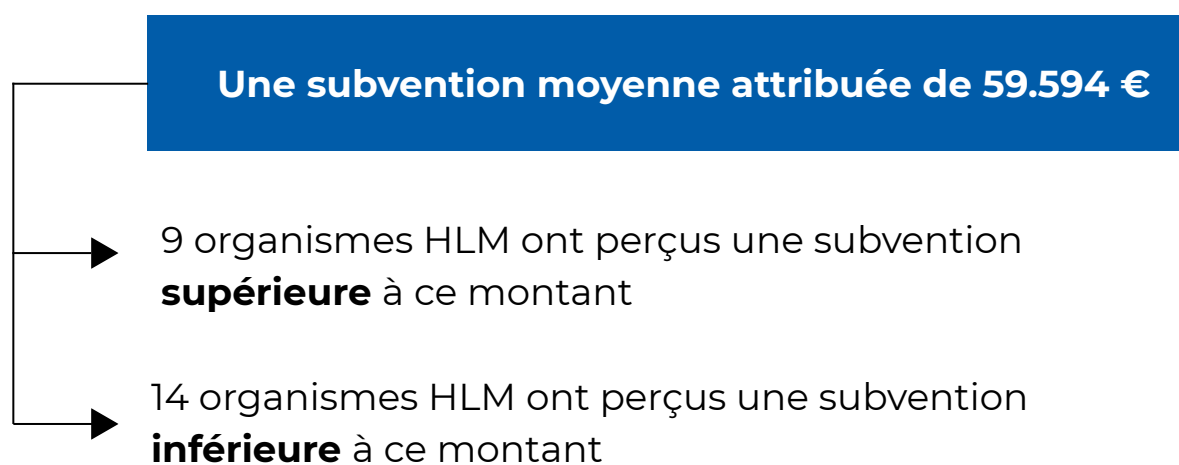 Une subvention moyenne attribuée de 59.594 €
9 organismes HLM ont perçus une subvention
supérieure à ce montant
14 organismes HLM ont perçus une subvention
inférieure à ce montant